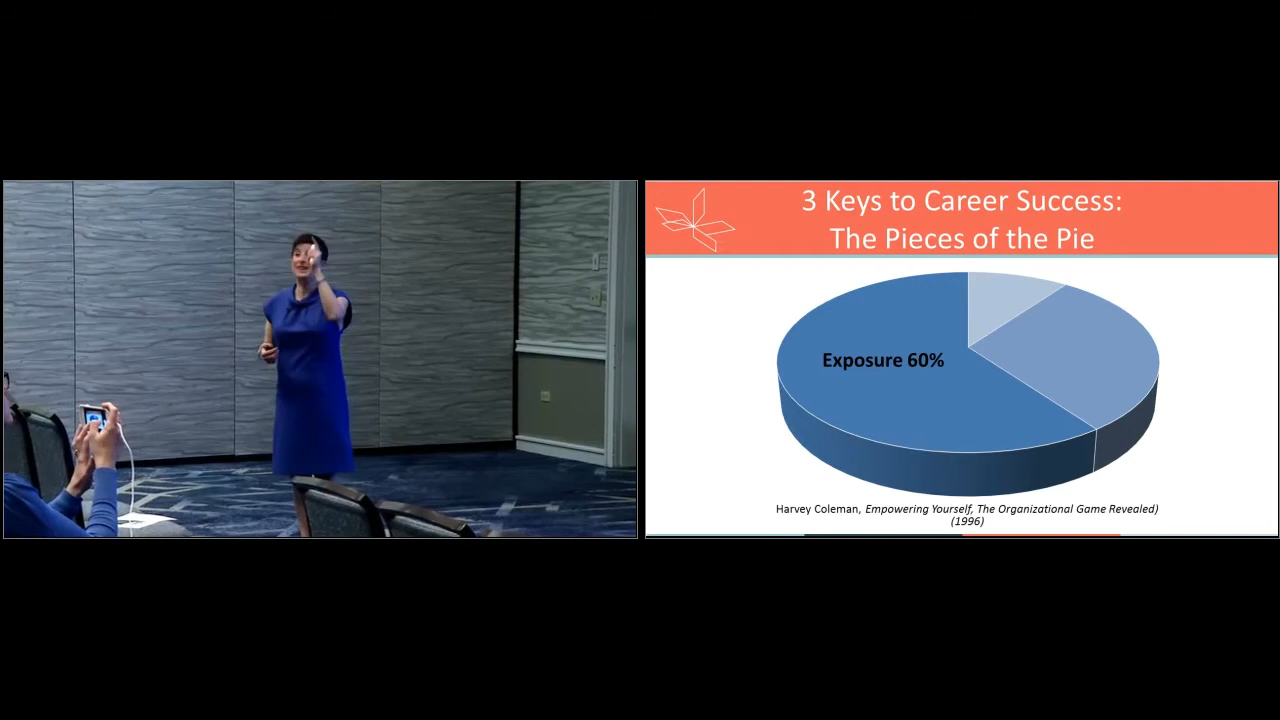 3 Keys to Career Success:
The Pieces of the Pie
Exposure 60%
Harvey Coleman, Empowering Yourself, The Organizational Game Revealed)
(1996)